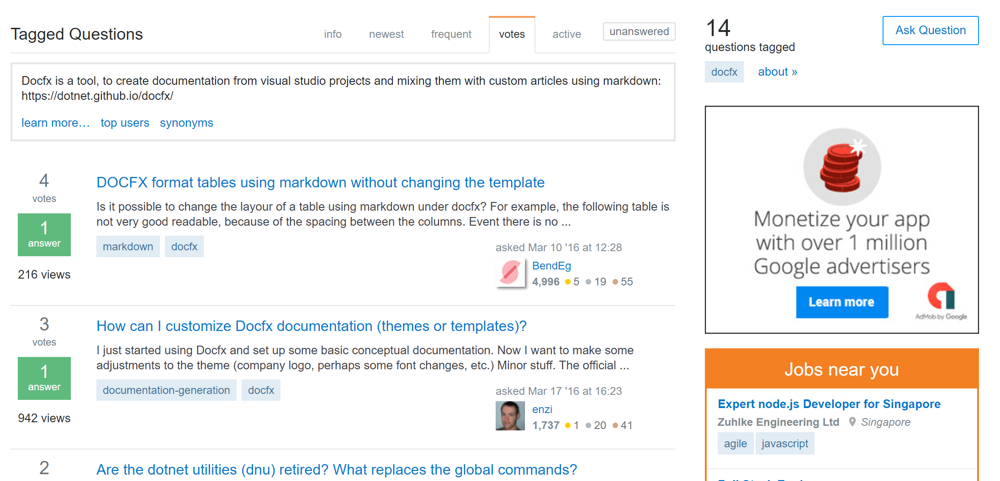 Tagged Questions
info newest frequent votes active unanswered
Docfx is a tool, to create documentation from visual studio projects and mixing them with custom articles using markdown:
https://dotnet.github.io/docfx/
learn more… top users synonyms
4
votes
1
answer
216 views
DOCFX format tables using markdown without changing the template
Is it possible to change the layour of a table using markdown under docfx? For example, the following table is
not very good readable, because of the spacing between the columns. Event there is no ...
markdown docfx
asked Mar 10 '16 at 12:28
BendEg
4,996 5 19 55
3
votes
1
answer
942 views
How can I customize Docfx documentation (themes or templates)?
I just started using Docfx and set up some basic conceptual documentation. Now I want to make some
adjustments to the theme (company logo, perhaps some font changes, etc.) Minor stuff. The official ...
documentation-generation docfx
asked Mar 17 '16 at 16:23
enzi
1,737 1 20 41
2
Are the dotnet utilities (dnu) retired? What replaces the global commands?
14
questions tagged
Ask Question
docfx about »
Monetize your app
with over 1 million
Google advertisers
Learn more
AdMob by Google
Jobs near you
Expert node.js Developer for Singapore
Zuhlke Engineering Ltd Singapore
agile javascript